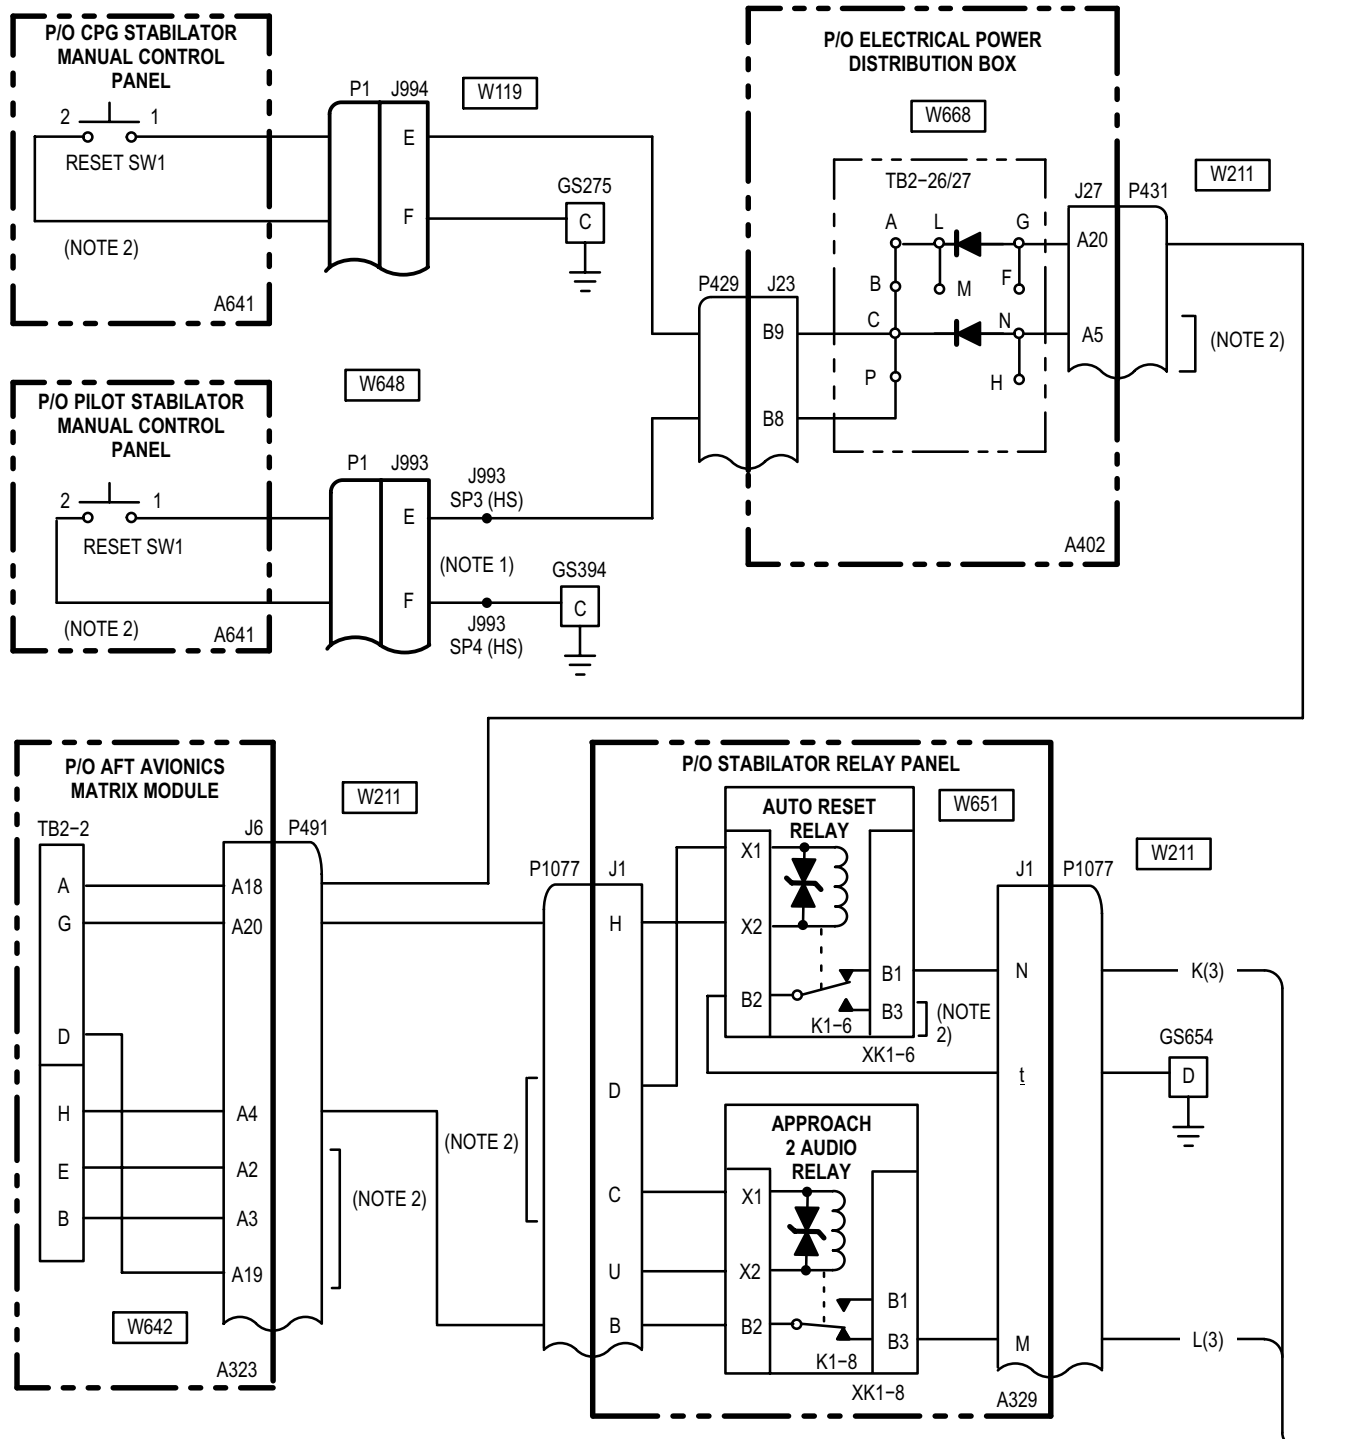 P/O CPG STABILATOR
MANUAL CONTROL
PANEL
2 1
RESET SW1
(NOTE 2)
A641
P1 J994
W119
E
F
GS275
C
P/O ELECTRICAL POWER
DISTRIBUTION BOX
W668
TB2−26/27
A L G
B M F
C N
P H
J27 P431
W211
A20
A5
(NOTE 2)
P429 J23
B9
B8
A402
W648
P/O PILOT STABILATOR
MANUAL CONTROL
PANEL
2 1
RESET SW1
(NOTE 2)
A641
P1 J993
E
F
J993
SP3 (HS)
(NOTE 1)
J993
SP4 (HS)
GS394
C
P/O AFT AVIONICS
MATRIX MODULE
TB2−2
A
G
D
H
E
B
J6 P491
W211
A18
A20
A4
A2
A3
A19
(NOTE 2)
W642
A323
P/O STABILATOR RELAY PANEL
W651
P1077 J1
H
D
C
U
B
(NOTE 2)
AUTO RESET
RELAY
X1
X2
B2
B1
B3
K1−6
XK1−6
(NOTE
2)
APPROACH
2 AUDIO
RELAY
X1
X2
B2
B1
B3
K1−8
XK1−8
J1 P1077
W211
N
t
M
A329
K(3)
GS654
D
L(3)